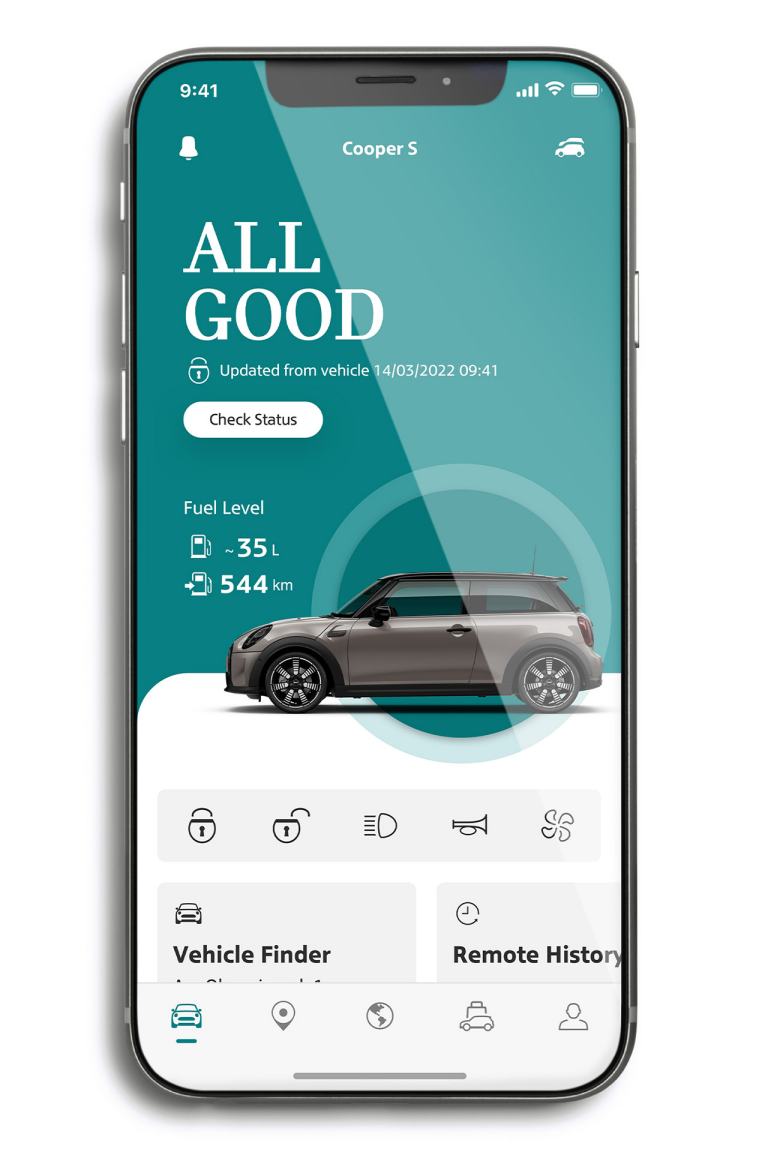 9:41
Cooper S
ALL
GOOD
Updated from vehicle 14/03/2022 09:41
Check Status
Fuel Level
~35 L
544 km
Vehicle Finder
Remote History